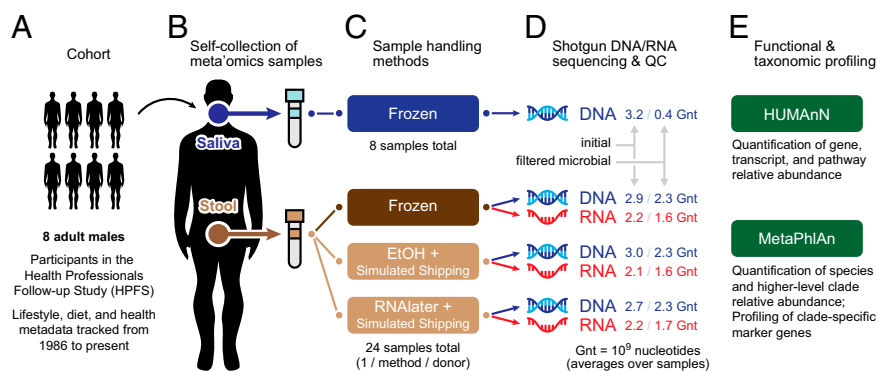 A
Cohort
8 adult males
Participants in the
Health Professionals
Follow-up Study (HPFS)
Lifestyle, diet, and health
metadata tracked from
1986 to present
B
Self-collection of
meta'omics samples
Saliva
Stool
C
Sample handling
methods
Frozen
8 samples total
Frozen
EtOH +
Simulated Shipping
RNAlater +
Simulated Shipping
24 samples total
(1 / method / donor)
D
Shotgun DNA/RNA
sequencing & QC
DNA 3.2 / 0.4 Gnt
initial
filtered microbial
DNA 2.9 / 2.3 Gnt
RNA 2.2 / 1.6 Gnt
DNA 3.0 / 2.3 Gnt
RNA 2.1 / 1.6 Gnt
DNA 2.7 / 2.3 Gnt
RNA 2.2 / 1.7 Gnt
Gnt = 10⁹ nucleotides
(averages over samples)
E
Functional &
taxonomic profiling
HUMAnN
Quantification of gene,
transcript, and pathway
relative abundance
MetaPhlAn
Quantification of species
and higher-level clade
relative abundance;
Profiling of clade-specific
marker genes